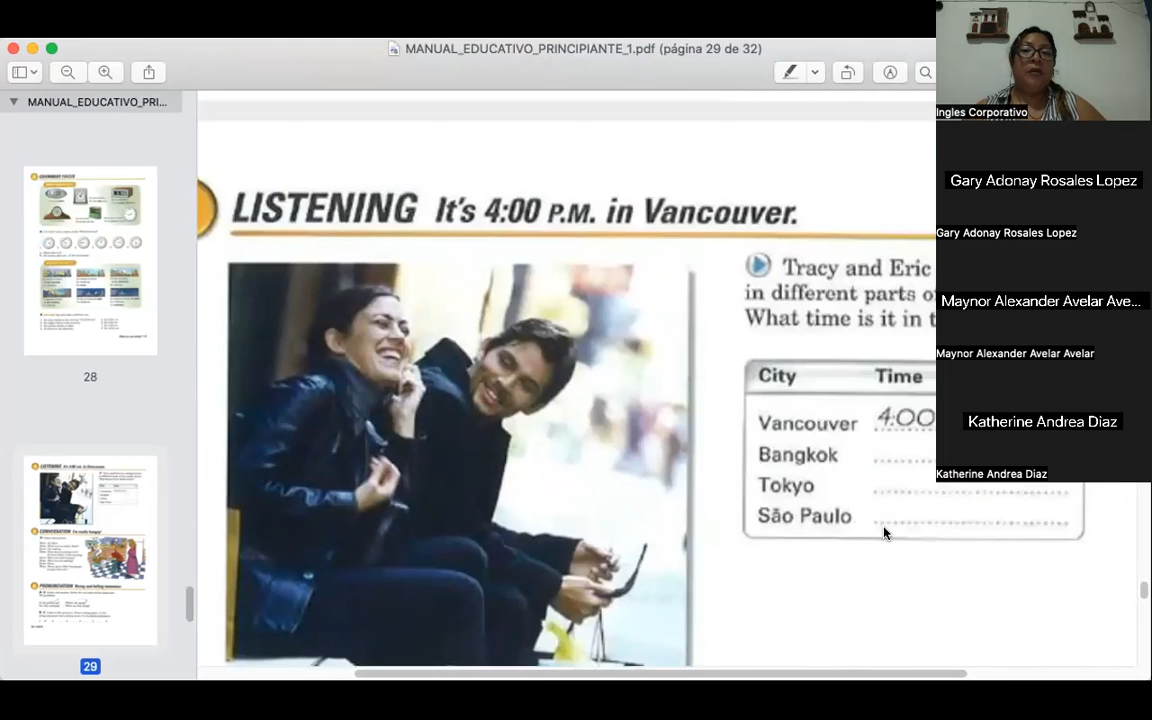 MANUAL_EDUCATIVO_PRINCIPIANTE_1.pdf (página 29 de 32)
MANUAL_EDUCATIVO_PRI...
28
29
LISTENING It's 4:00 P.M. in Vancouver.
Tracy and Eric
in different parts o
What time is it in t
City Time
Vancouver 4:00
Bangkok
Tokyo
São Paulo
Ingles Corporativo
Gary Adonay Rosales Lopez
Gary Adonay Rosales Lopez
Maynor Alexander Avelar Ave...
Maynor Alexander Avelar Avelar
Katherine Andrea Diaz
Katherine Andrea Diaz